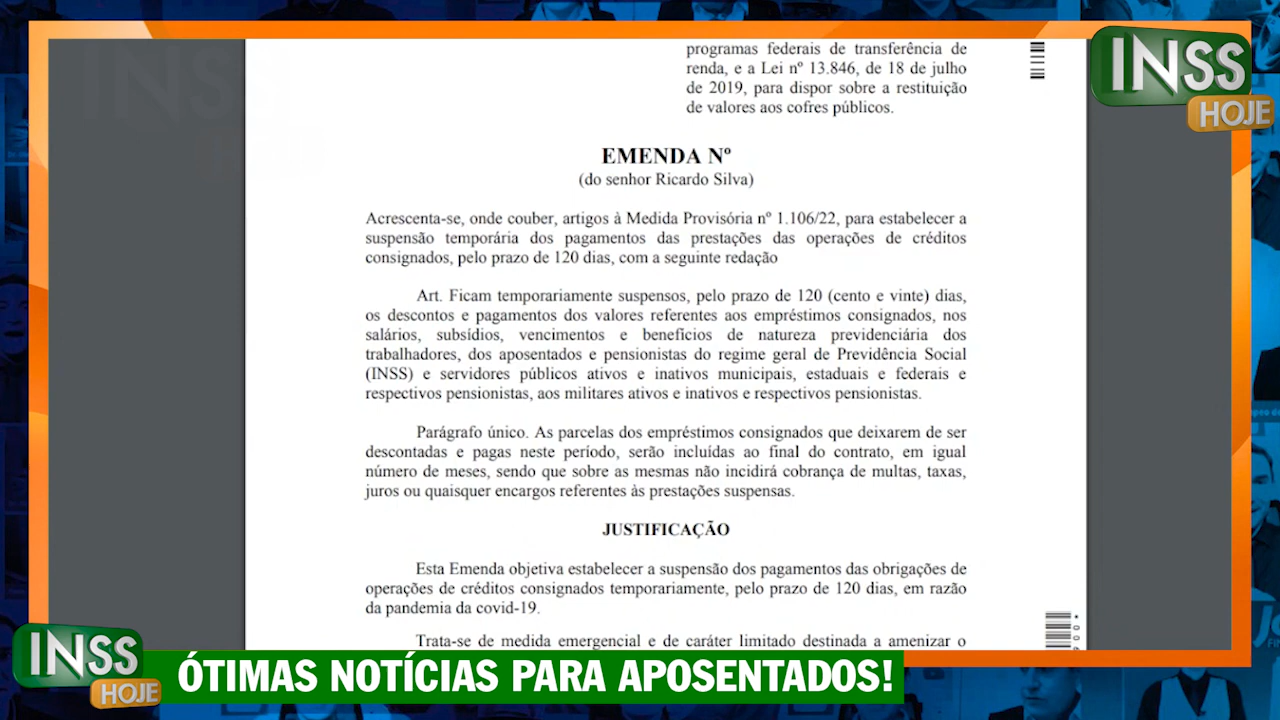 programas federais de transferência de
renda, e a Lei nº 13.846, de 18 de julho
de 2019, para dispor sobre a restituição
de valores aos cofres públicos.
INSS
HOJE
EMENDA Nº
(do senhor Ricardo Silva)
Acrescenta-se, onde couber, artigos à Medida Provisória nº 1.106/22, para estabelecer a
suspensão temporária dos pagamentos das prestações das operações de créditos
consignados, pelo prazo de 120 dias, com a seguinte redação
Art. Ficam temporariamente suspensos, pelo prazo de 120 (cento e vinte) dias,
os descontos e pagamentos dos valores referentes aos empréstimos consignados, nos
salários, subsídios, vencimentos e benefícios de natureza previdenciária dos
trabalhadores, dos aposentados e pensionistas do regime geral de Previdência Social
(INSS) e servidores públicos ativos e inativos municipais, estaduais e federais e
respectivos pensionistas, aos militares ativos e inativos e respectivos pensionistas.
Parágrafo único. As parcelas dos empréstimos consignados que deixarem de ser
descontadas e pagas neste período, serão incluídas ao final do contrato, em igual
número de meses, sendo que sobre as mesmas não incidirá cobrança de multas, taxas,
juros ou quaisquer encargos referentes às prestações suspensas.
JUSTIFICAÇÃO
Esta Emenda objetiva estabelecer a suspensão dos pagamentos das obrigações de
operações de créditos consignados temporariamente, pelo prazo de 120 dias, em razão
da pandemia da covid-19.
Trata-se de medida emergencial e de caráter limitado destinada a amenizar o
INSS
HOJE
ÓTIMAS NOTÍCIAS PARA APOSENTADOS!